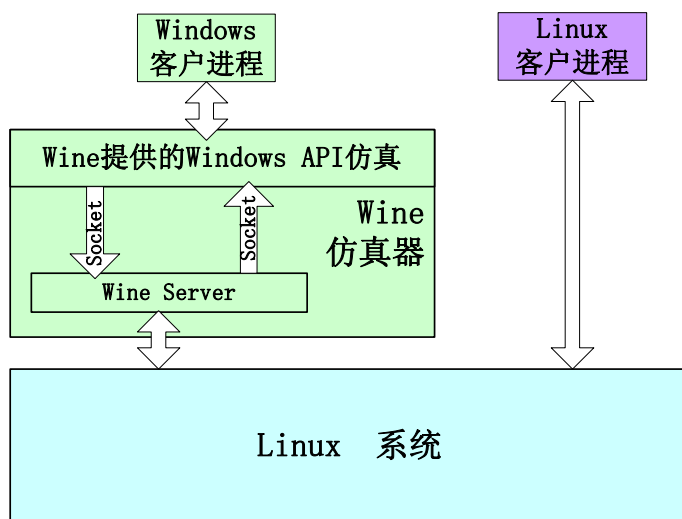 Windows
客户进程
Linux
客户进程
Wine提供的Windows API仿真
Socket
Socket
Wine
仿真器
Wine Server
Linux 系统